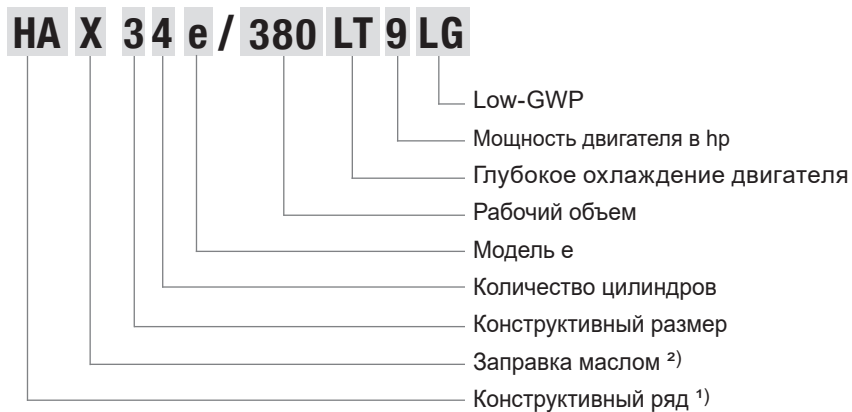 HA X 3 4 e / 380 LT 9 LG
Low-GWP
Мощность двигателя в hp
Глубокое охлаждение двигателя
Рабочий объем
Модель e
Количество цилиндров
Конструктивный размер
Заправка маслом ²⁾
Конструктивный ряд ¹⁾